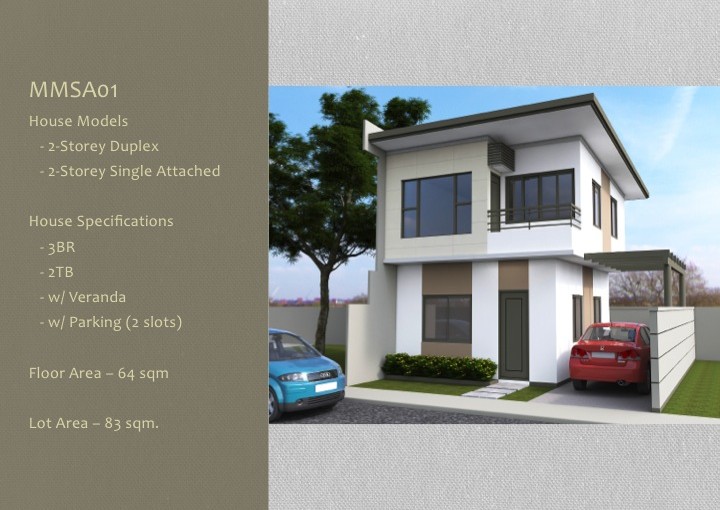 MMSA01
House Models
- 2-Storey Duplex
- 2-Storey Single Attached
House Specifications
- 3BR
- 2TB
- w/ Veranda
- w/ Parking (2 slots)
Floor Area – 64 sqm
Lot Area – 83 sqm.